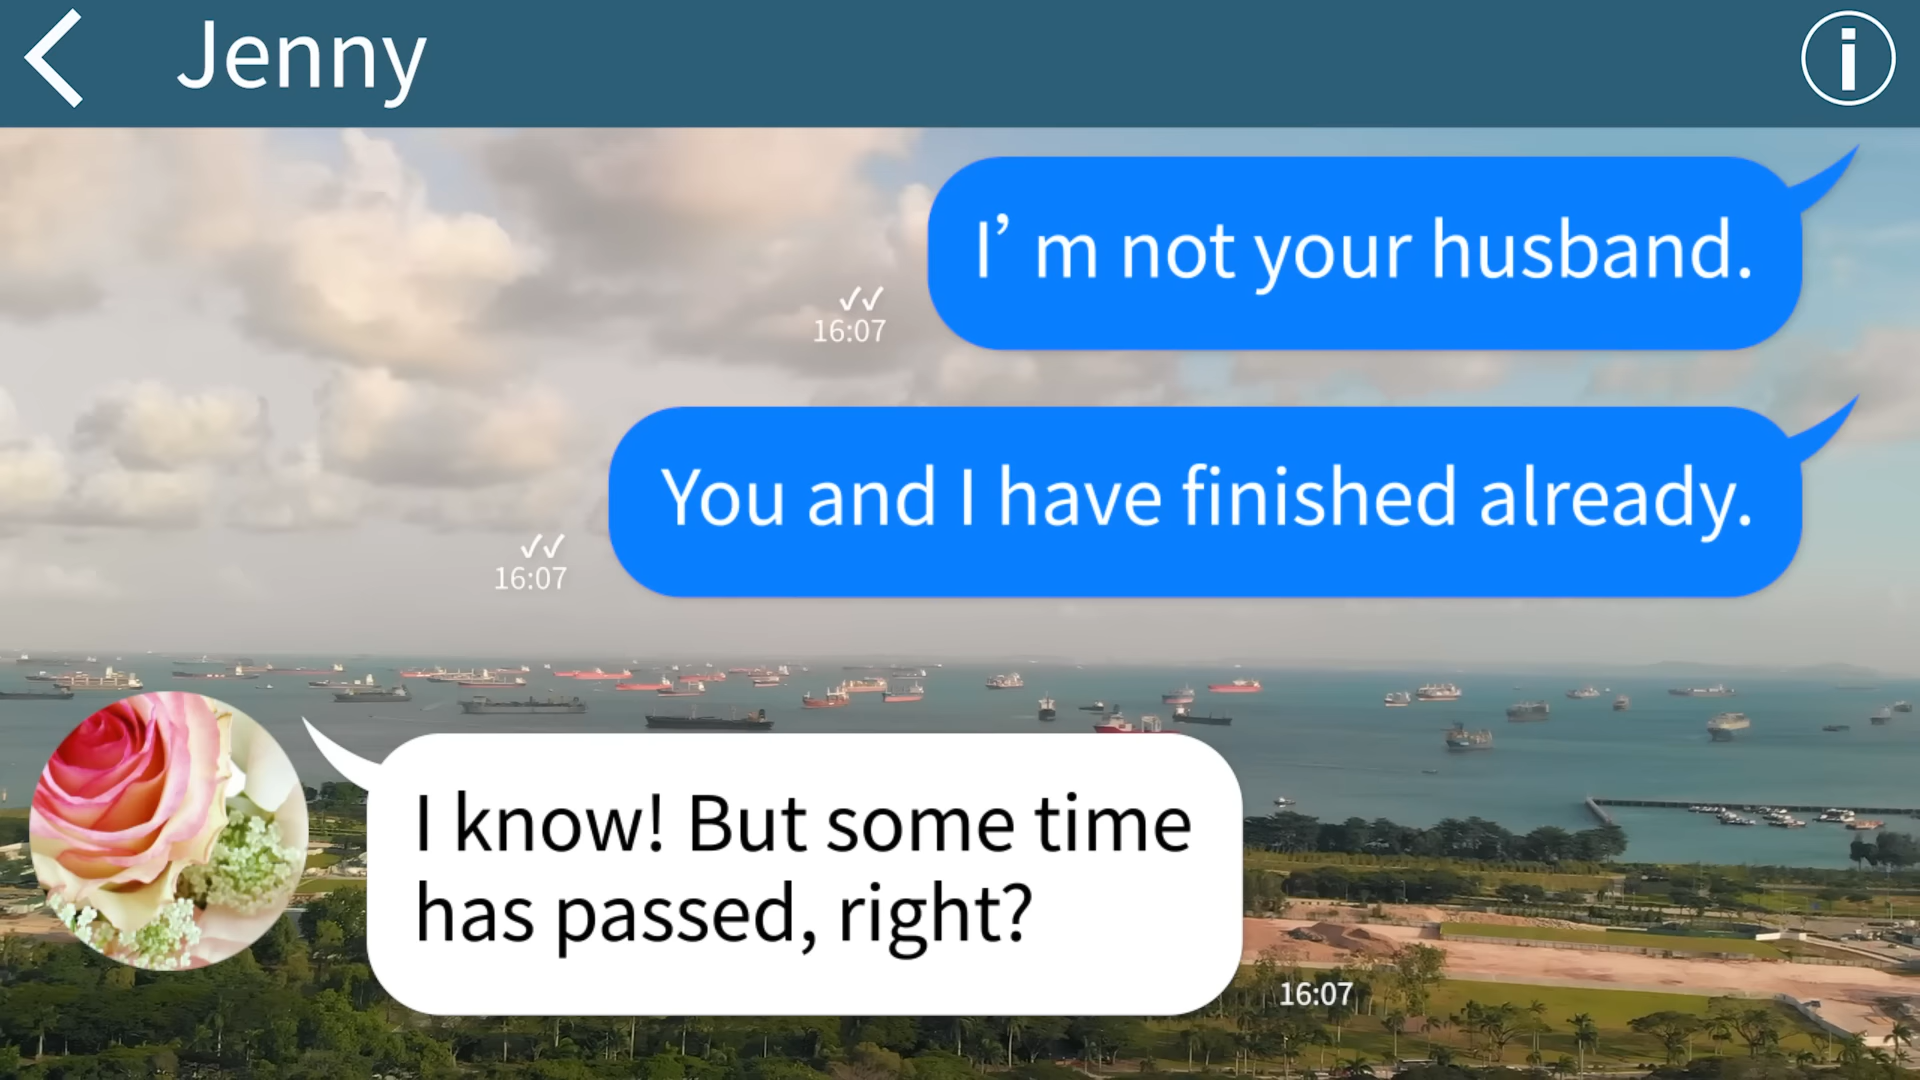 Jenny
I’m not your husband.
16:07
You and I have finished already.
16:07
I know! But some time
has passed, right?
16:07